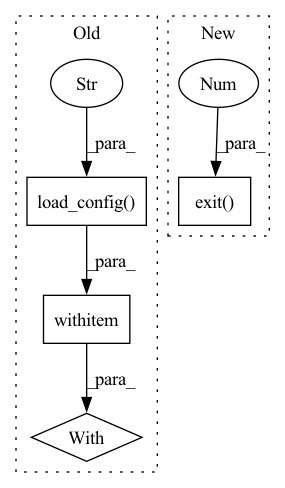 Old
New
Str
Num
_para_
_para_
load_config()
exit()
_para_
withitem
_para_
With